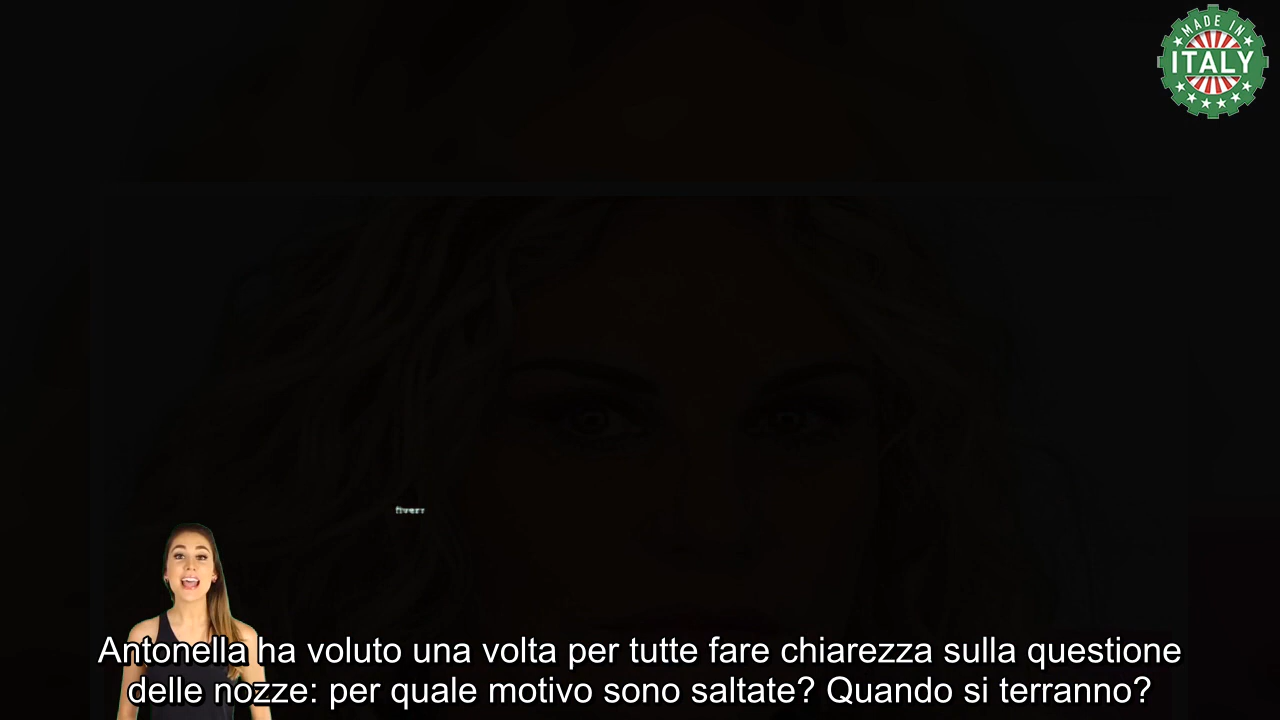 MADE IN
ITALY
fiverr
Antonella ha voluto una volta per tutte fare chiarezza sulla questione
delle nozze: per quale motivo sono saltate? Quando si terranno?